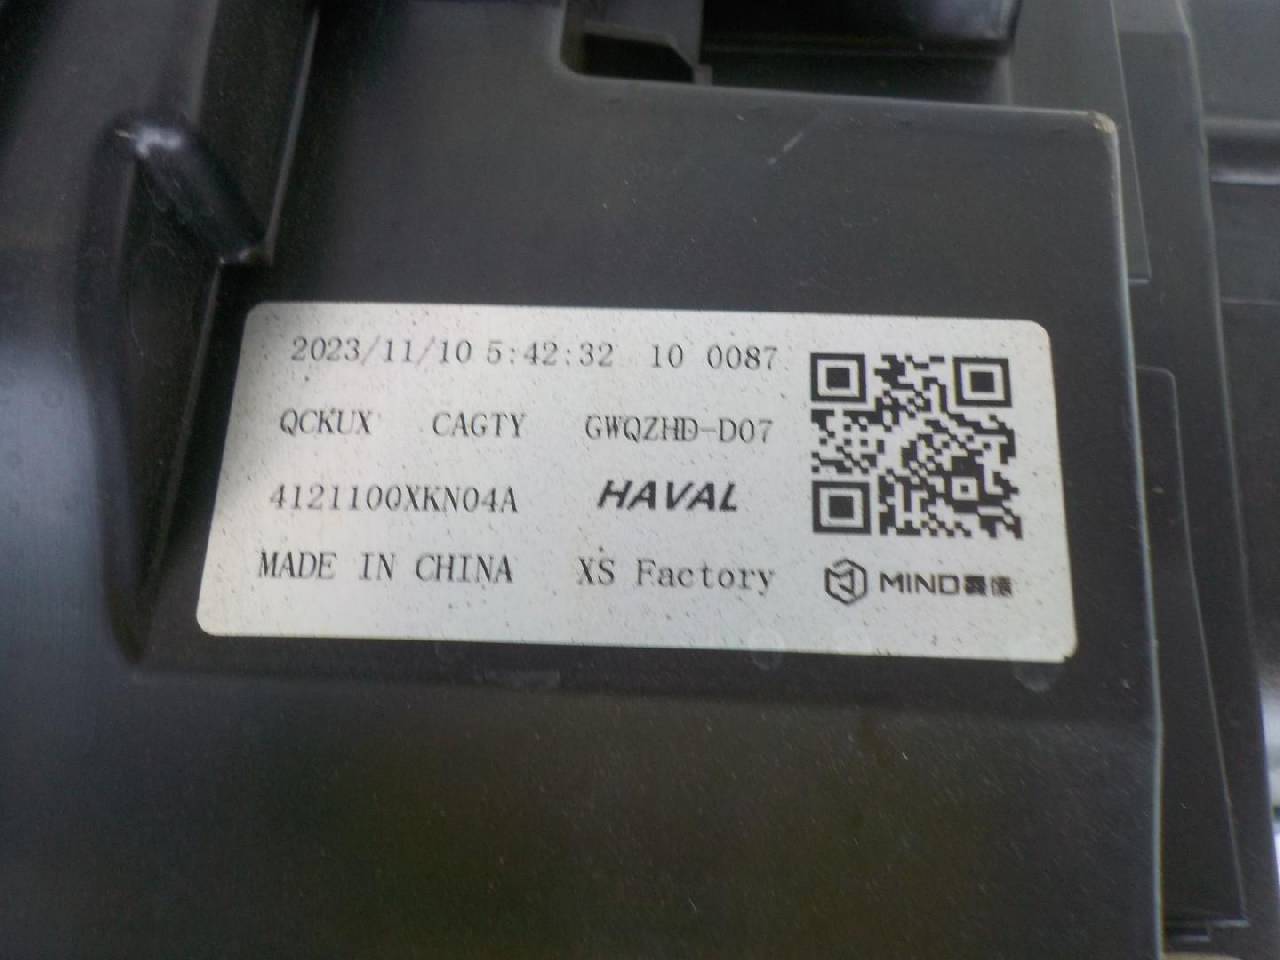 2023/11/10 5:42:32 10 0087
QCKUX CAGTY GWQZHD-D07
4121100XKN04A HAVAL
MADE IN CHINA XS Factory
MIND